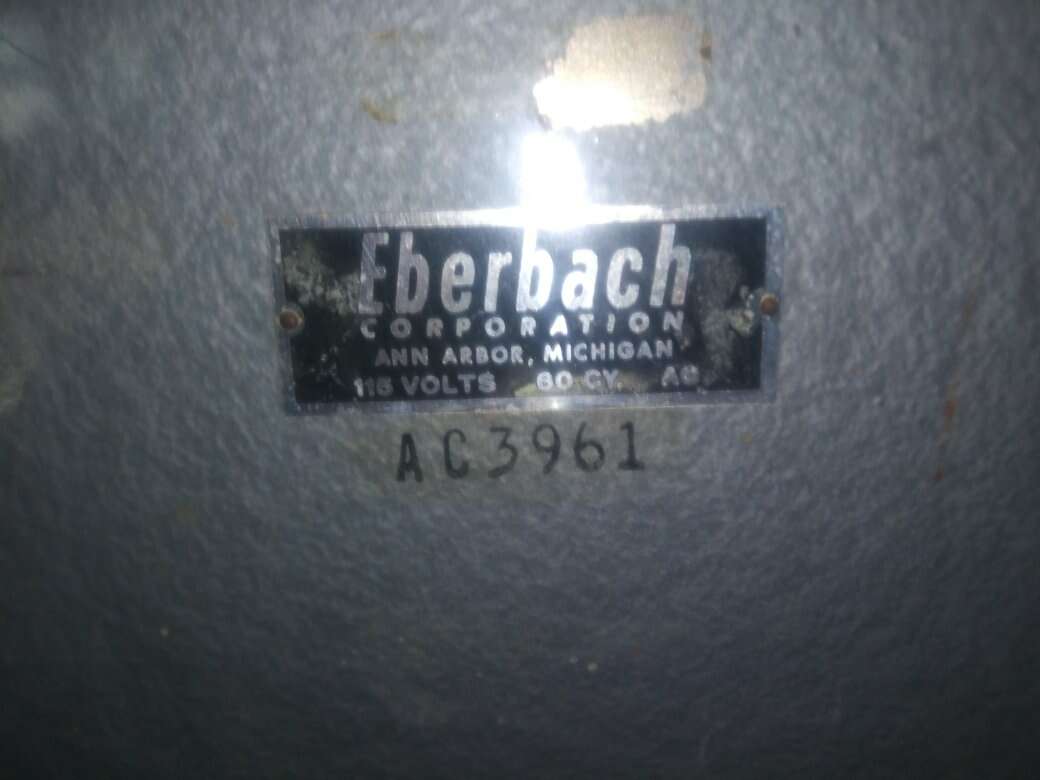 Eberbach
CORPORATION
ANN ARBOR, MICHIGAN
115 VOLTS 60 CY. AC
AC3961